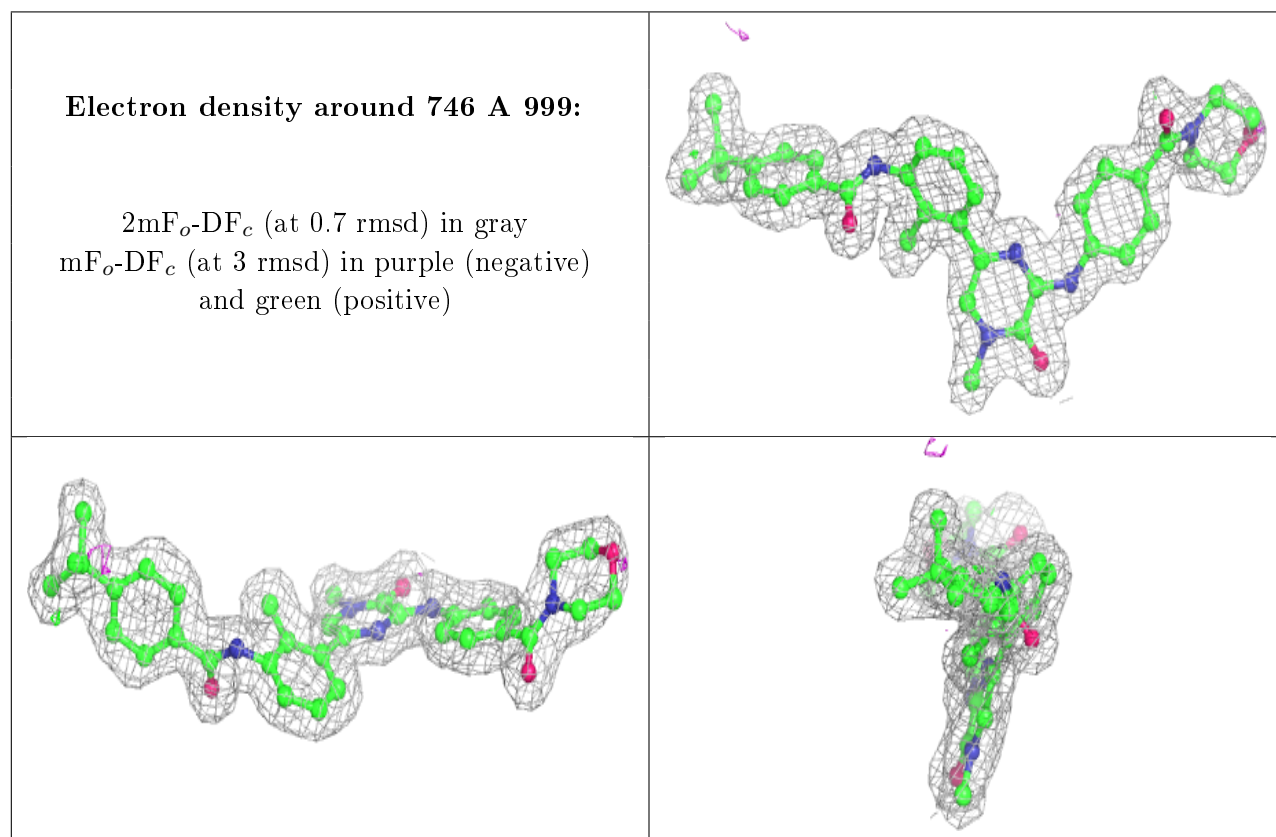 Electron density around 746 A 999:
2mFo-DFc (at 0.7 rmsd) in gray
mFo-DFc (at 3 rmsd) in purple (negative)
and green (positive)